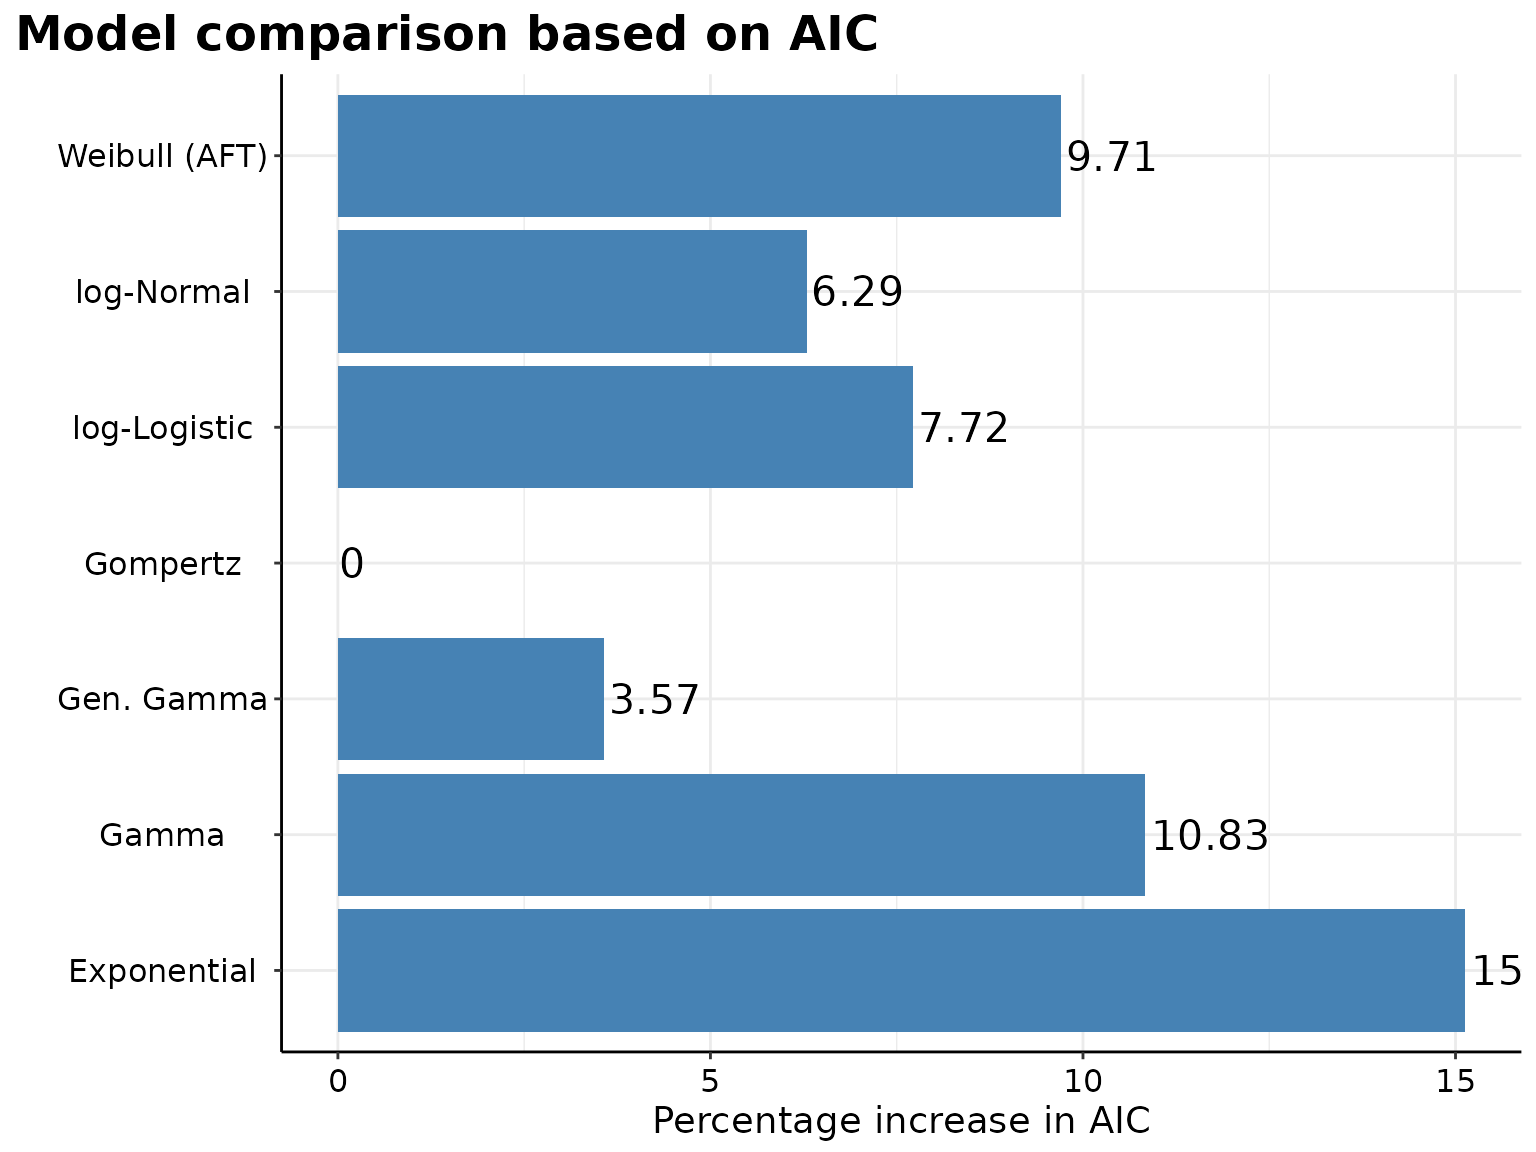 Model comparison based on AIC
Weibull (AFT) 9.71
log-Normal 6.29
log-Logistic 7.72
Gompertz 0
Gen. Gamma 3.57
Gamma 10.83
Exponential 15
0 5 10 15
Percentage increase in AIC